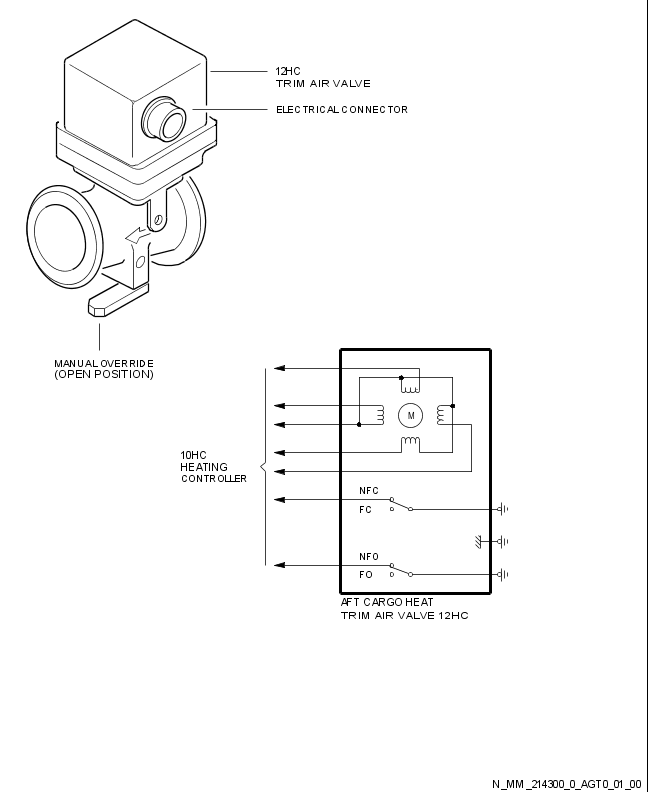 12HC
TRIM AIR VALVE
ELECTRICAL CONNECTOR
MANUAL OVERRIDE
(OPEN POSITION)
10HC
HEATING
CONTROLLER
M
NFC
FC
NFO
FO
AFT CARGO HEAT
TRIM AIR VALVE 12HC
N_MM_214300_0_AGT0_01_00